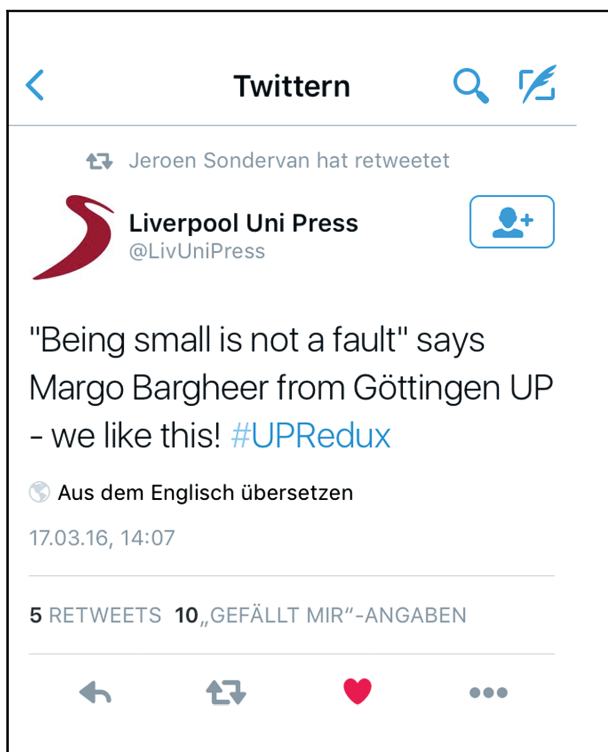 Twittern
Jeroen Sondervan hat retweetet
Liverpool Uni Press
@LivUniPress
"Being small is not a fault" says
Margo Bargheer from Göttingen UP
- we like this! #UPRedux
Aus dem Englisch übersetzen
17.03.16, 14:07
5 RETWEETS 10 „GEFÄLLT MIR“-ANGABEN